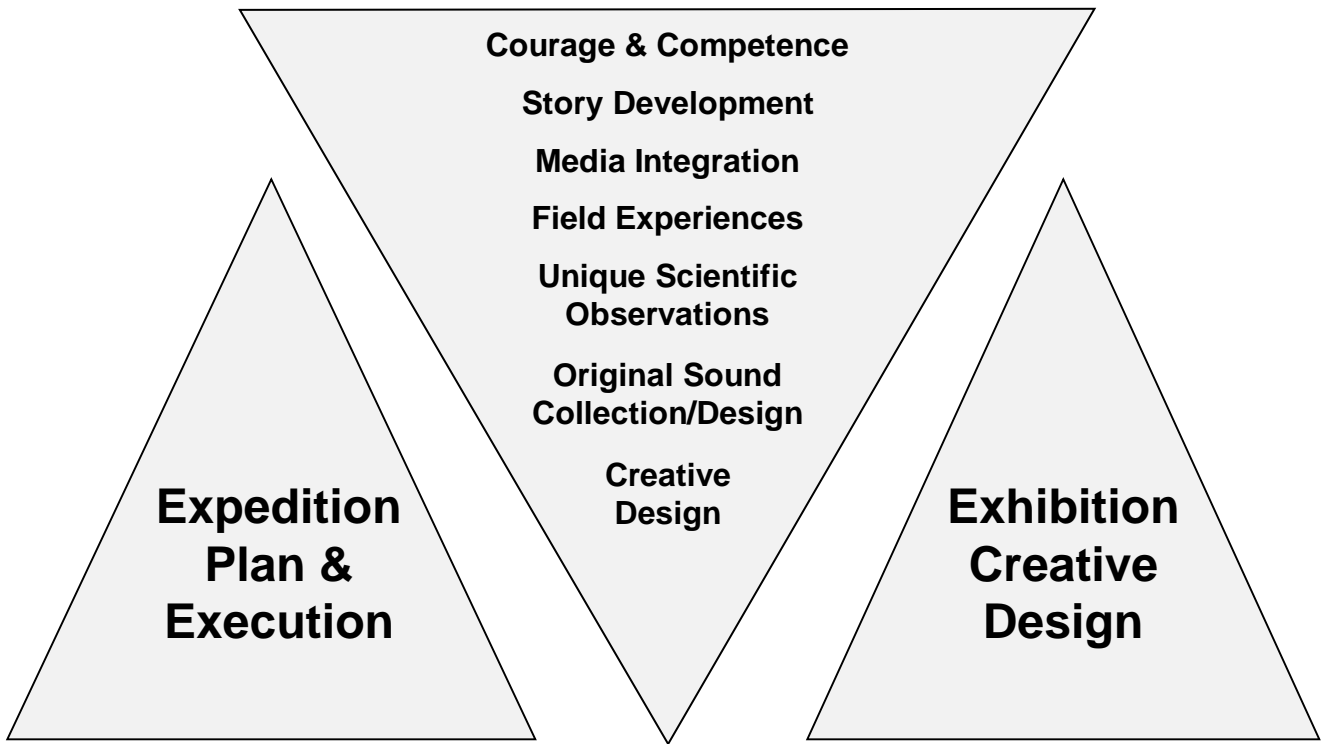 Courage & Competence
Story Development
Media Integration
Field Experiences
Unique Scientific
Observations
Original Sound
Collection/Design
Creative
Design
Expedition
Plan &
Execution
Exhibition
Creative
Design